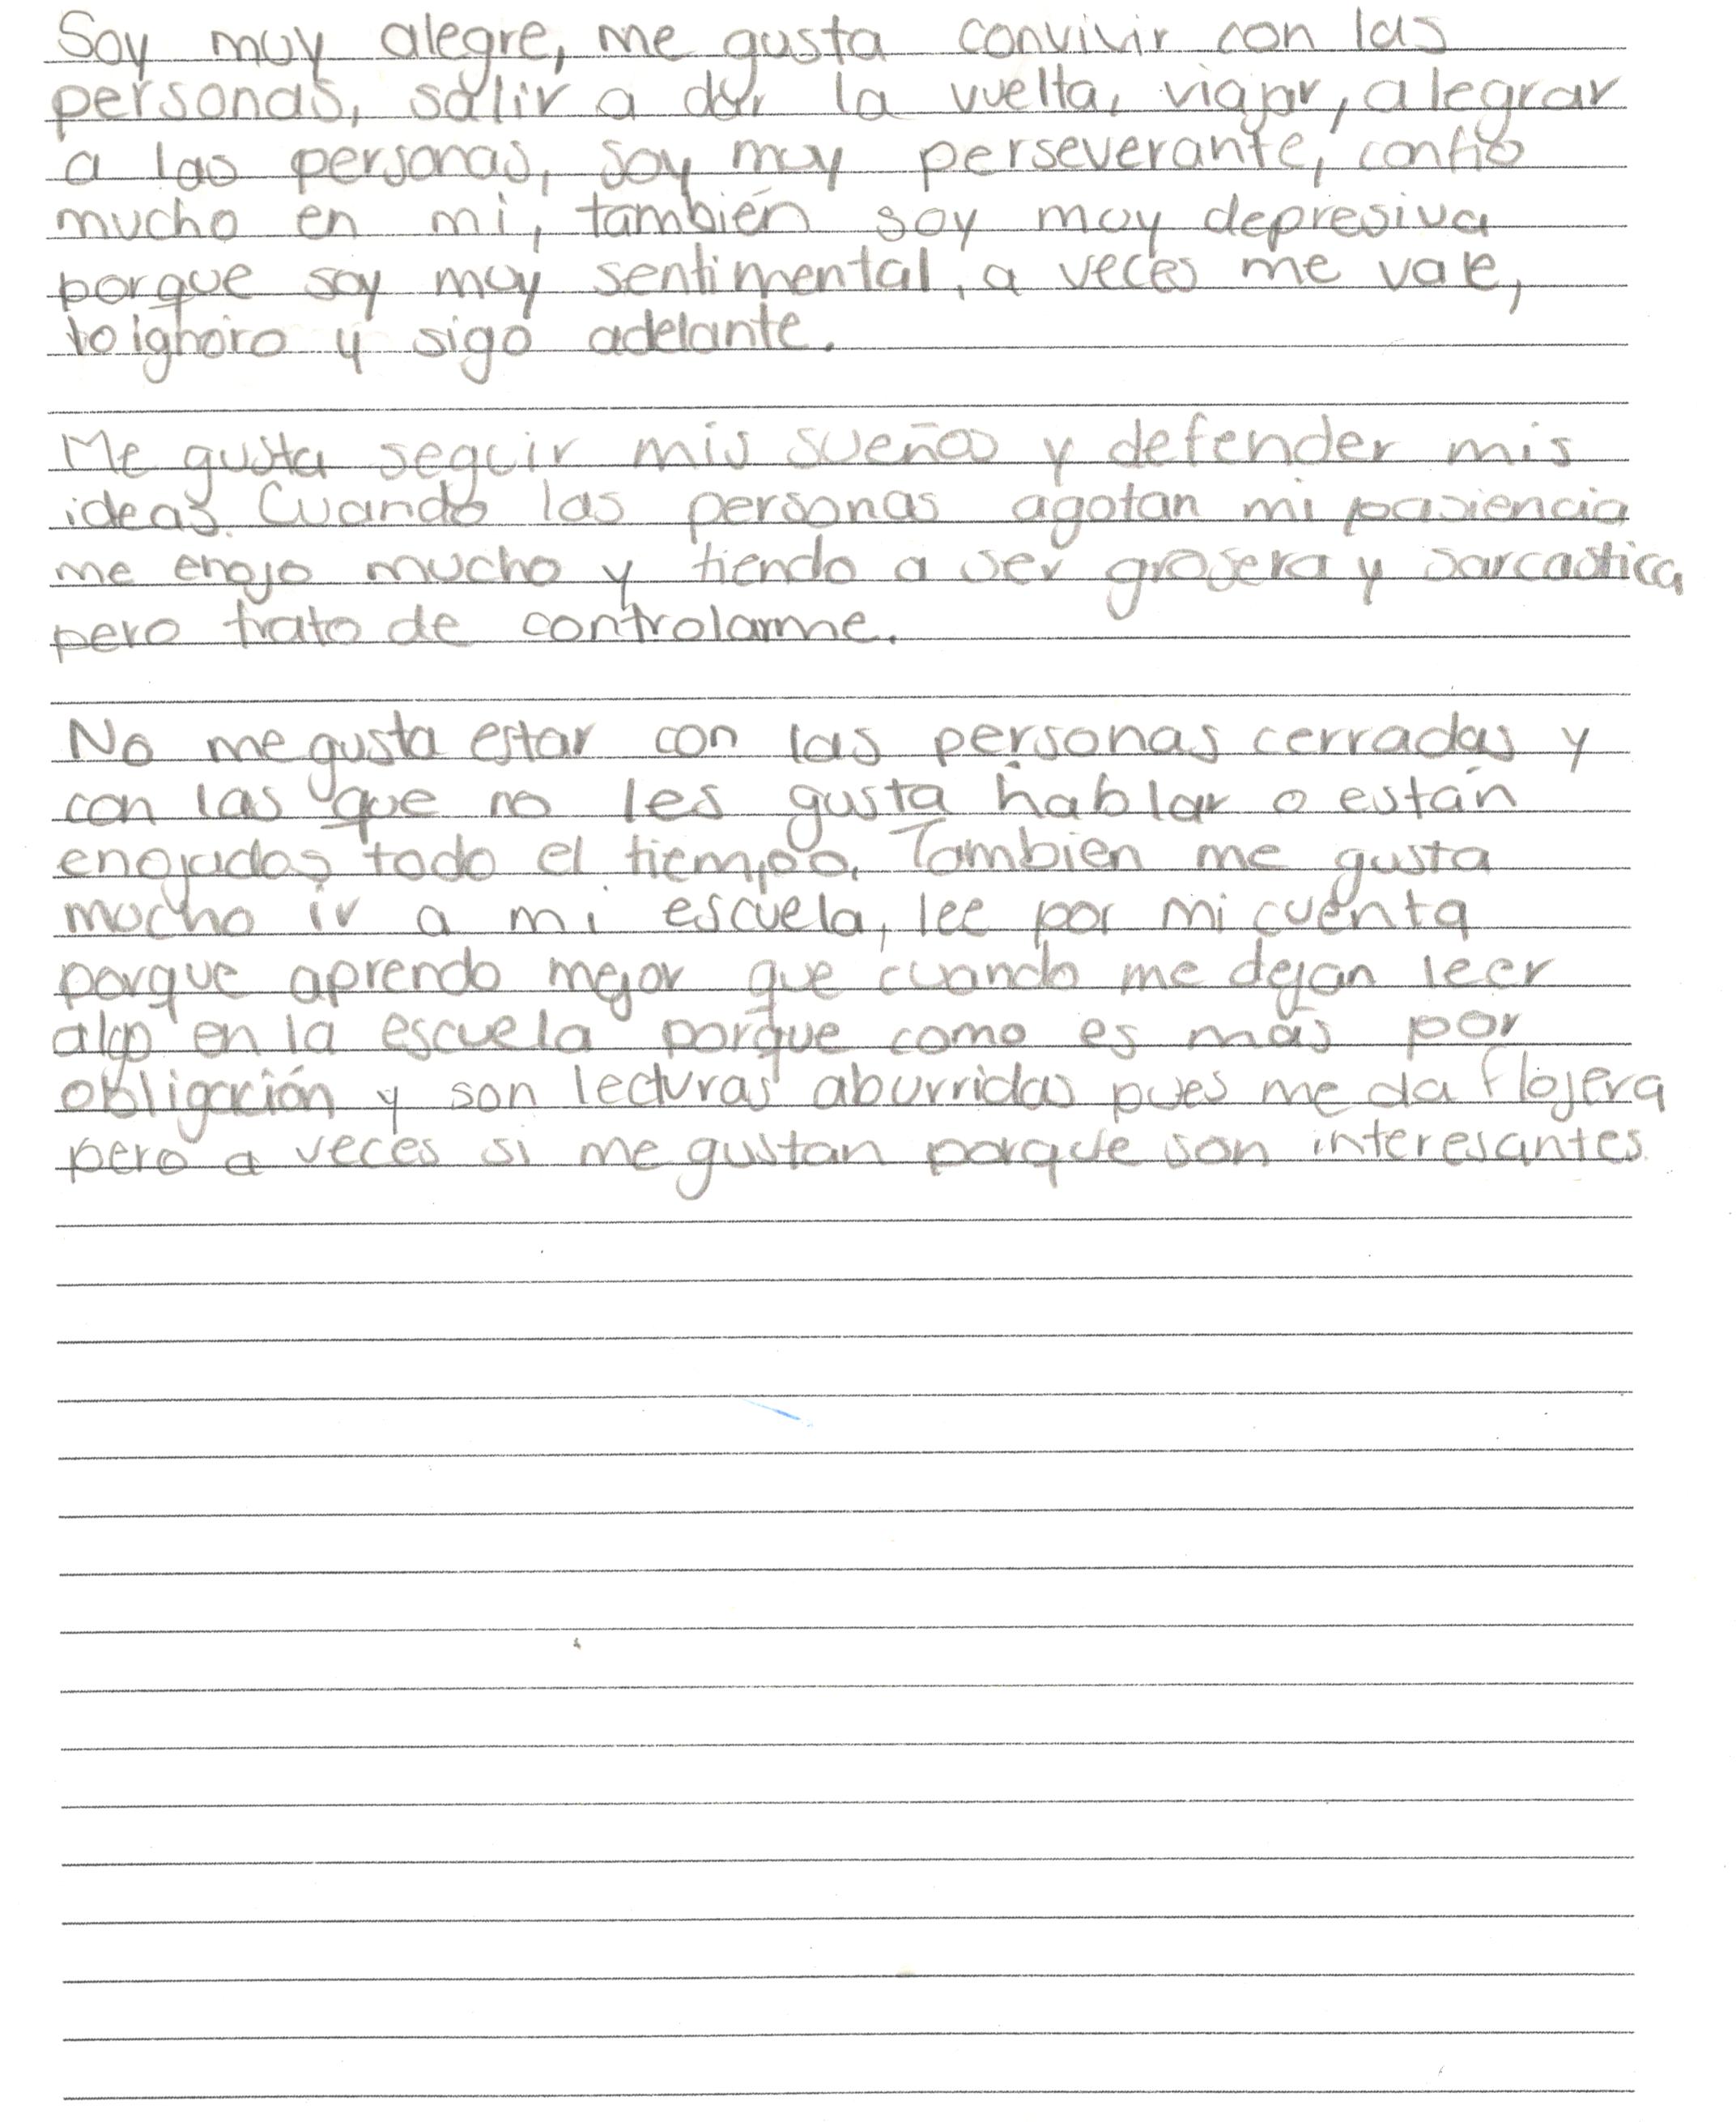 Soy muy alegre, me gusta convivir con las
personas, salir a dar la vuelta, viajar, alegrar
a las personas, soy muy perseverante, confio
mucho en mi, también soy muy depresiva
porque soy muy sentimental, a veces me vale,
lo ignoro y sigo adelante.
Me gusta seguir mis sueños y defender mis
ideas. Cuando las personas agotan mi pasiencia
me enojo mucho y tiendo a ser grosera y sarcastica
pero trato de controlarme.
No me gusta estar con las personas cerradas y
con las que no les gusta hablar o están
enojados todo el tiempo. Tambien me gusta
mucho ir a mi escuela, lee por mi cuenta
porque aprendo mejor que cuando me dejan leer
algo en la escuela porque como es mas por
obligación y son lecturas aburridas pues me da flojera
pero a veces si me gustan porque son interesantes.